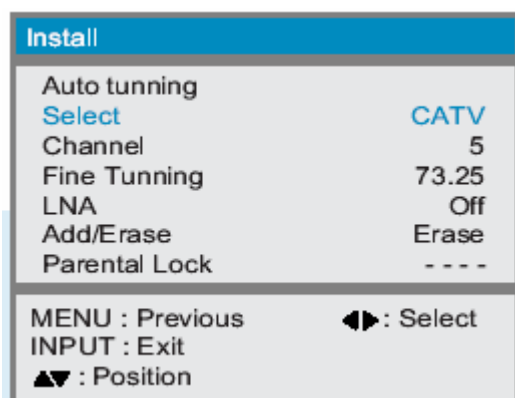 Install
Auto tunning
Select CATV
Channel 5
Fine Tunning 73.25
LNA Off
Add/Erase Erase
Parental Lock - - - -
MENU : Previous ◀▶ : Select
INPUT : Exit
▲▼ : Position